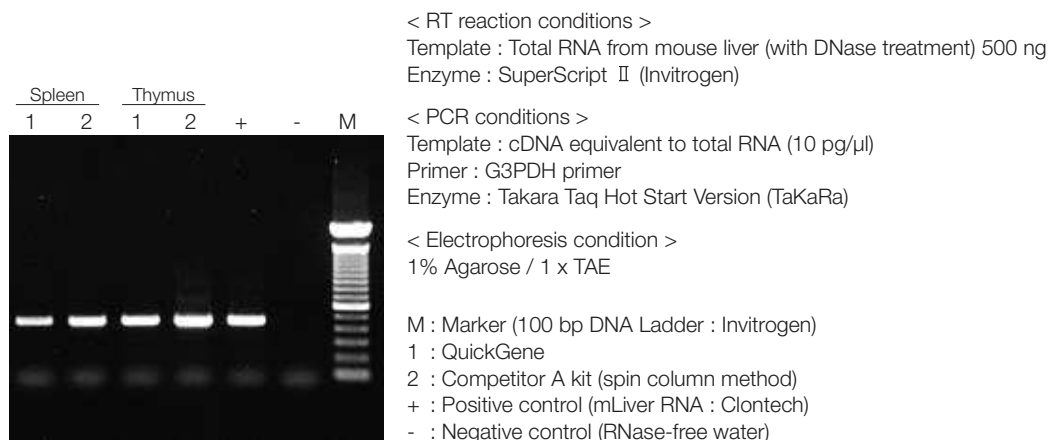 Spleen Thymus
1 2 1 2 + - M
< RT reaction conditions >
Template : Total RNA from mouse liver (with DNase treatment) 500 ng
Enzyme : SuperScript Ⅱ (Invitrogen)
< PCR conditions >
Template : cDNA equivalent to total RNA (10 pg/µl)
Primer : G3PDH primer
Enzyme : Takara Taq Hot Start Version (TaKaRa)
< Electrophoresis condition >
1% Agarose / 1 x TAE
M : Marker (100 bp DNA Ladder : Invitrogen)
1 : QuickGene
2 : Competitor A kit (spin column method)
+ : Positive control (mLiver RNA : Clontech)
- : Negative control (RNase-free water)